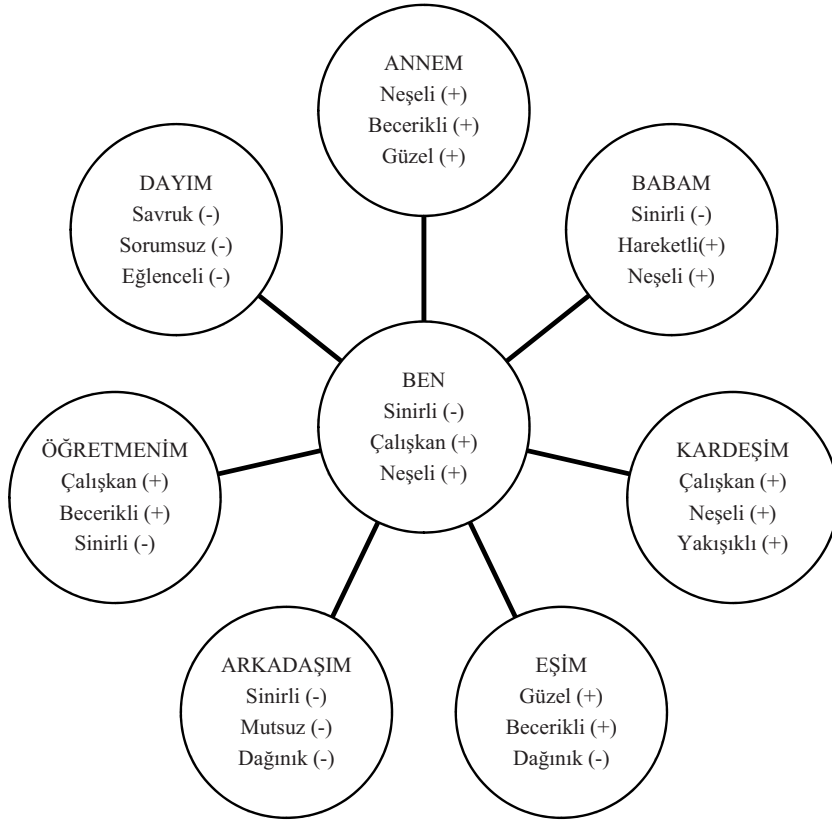 ANNEM
Neşeli (+)
Becerikli (+)
Güzel (+)
DAYIM
Savruk (-)
Sorumsuz (-)
Eğlenceli (-)
BABAM
Sinirli (-)
Hareketli(+)
Neşeli (+)
BEN
Sinirli (-)
Çalışkan (+)
Neşeli (+)
ÖĞRETMENİM
Çalışkan (+)
Becerikli (+)
Sinirli (-)
KARDEŞİM
Çalışkan (+)
Neşeli (+)
Yakışıklı (+)
ARKADAŞIM
Sinirli (-)
Mutsuz (-)
Dağınık (-)
EŞİM
Güzel (+)
Becerikli (+)
Dağınık (-)